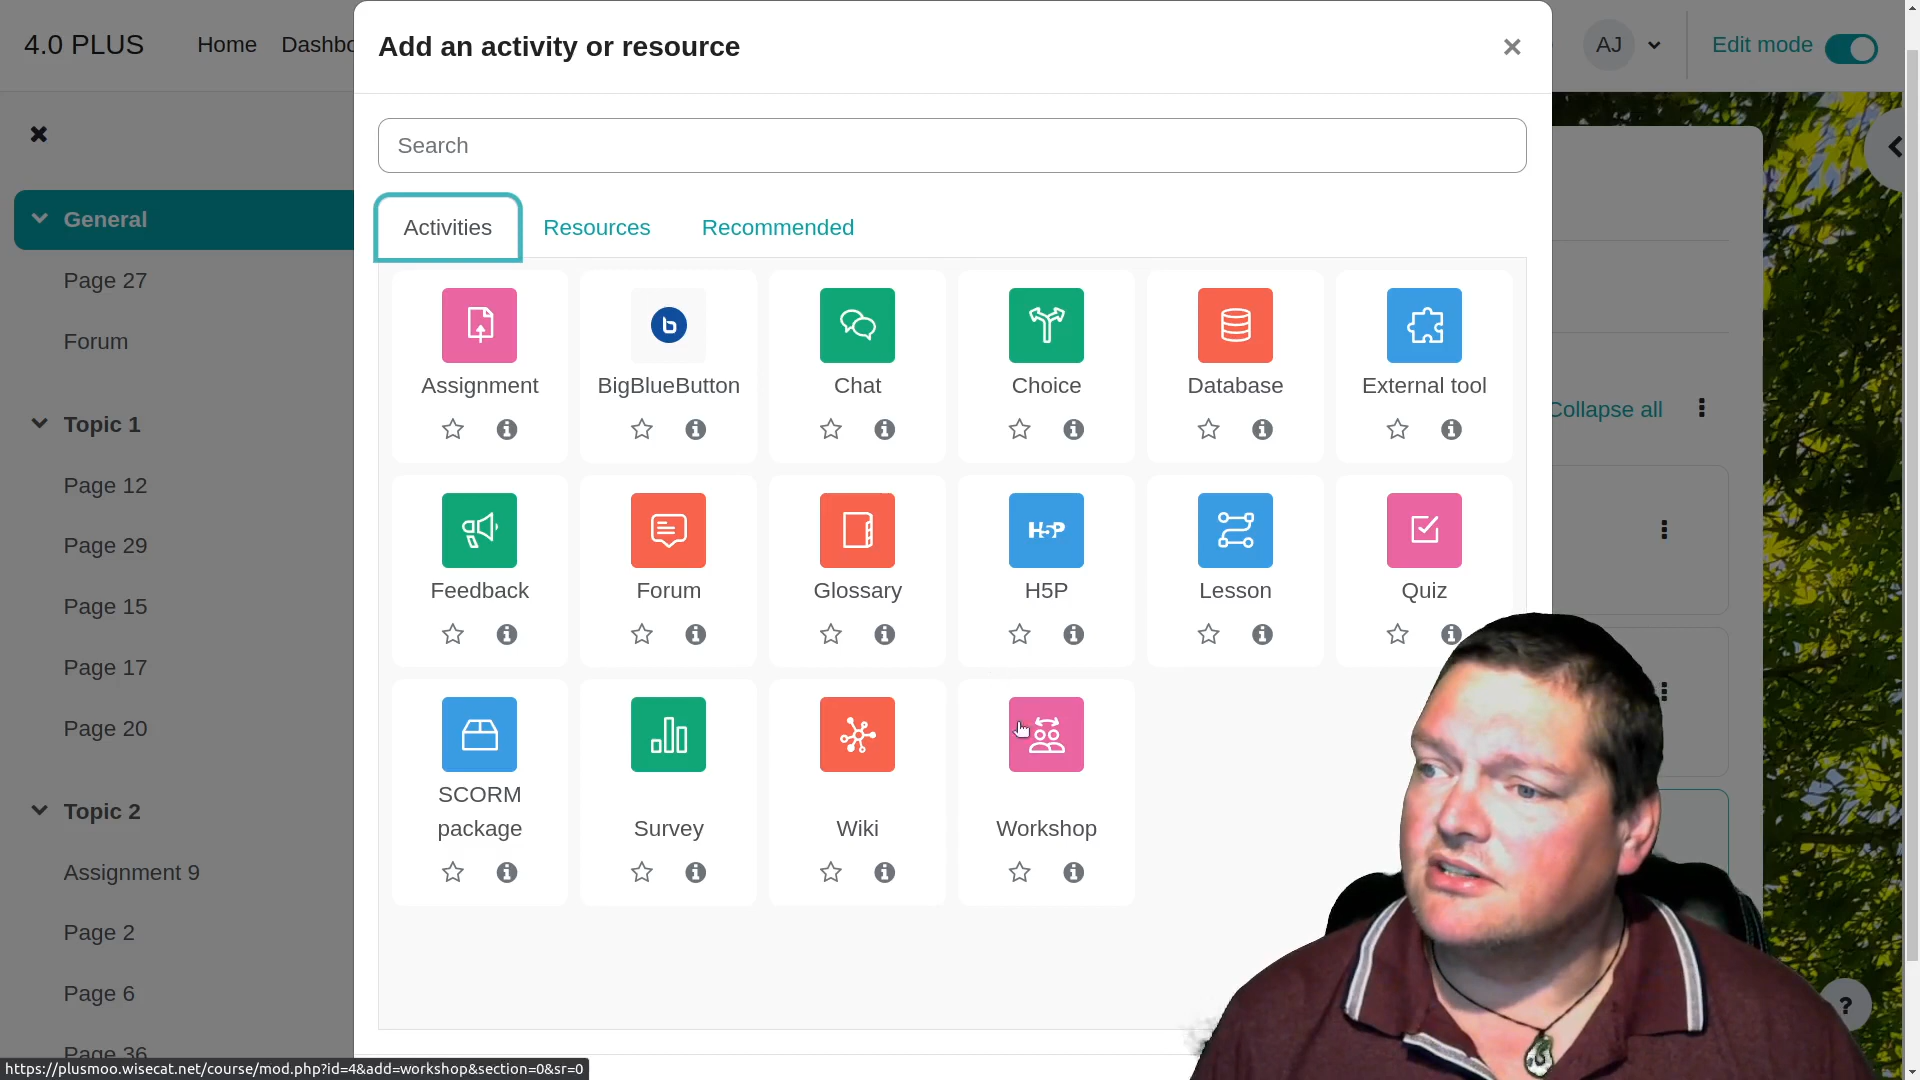 4.0 PLUS
Home
Dashbo
AJ
Edit mode
Add an activity or resource
×
Search
Activities
Resources
Recommended
General
Page 27
Forum
Topic 1
Page 12
Page 29
Page 15
Page 17
Page 20
Topic 2
Assignment 9
Page 2
Page 6
Page 36
Assignment
b
BigBlueButton
Chat
Choice
Database
External tool
Feedback
Forum
Glossary
H5P
H5P
Lesson
Quiz
SCORM
package
Survey
Wiki
Workshop
Collapse all
?
https://plusmoo.wisecat.net/course/mod.php?id=4&add=workshop&section=0&sr=0